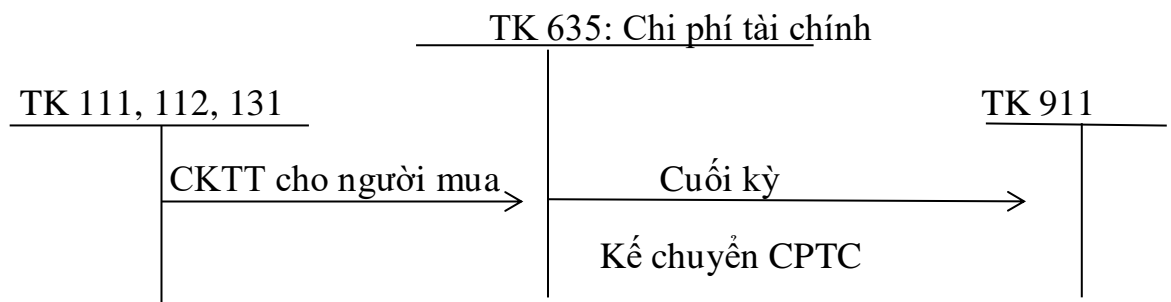 TK 635: Chi phí tài chính
TK 111, 112, 131
TK 911
CKTT cho người mua
Cuối kỳ
Kế chuyển CPTC